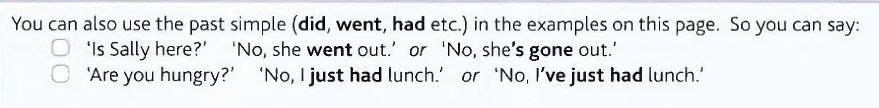 You can also use the past simple (did, went, had etc.) in the examples on this page. So you can say:
'Is Sally here?' 'No, she went out.' or 'No, she's gone out.'
'Are you hungry?' 'No, I just had lunch.' or 'No, I've just had lunch.'